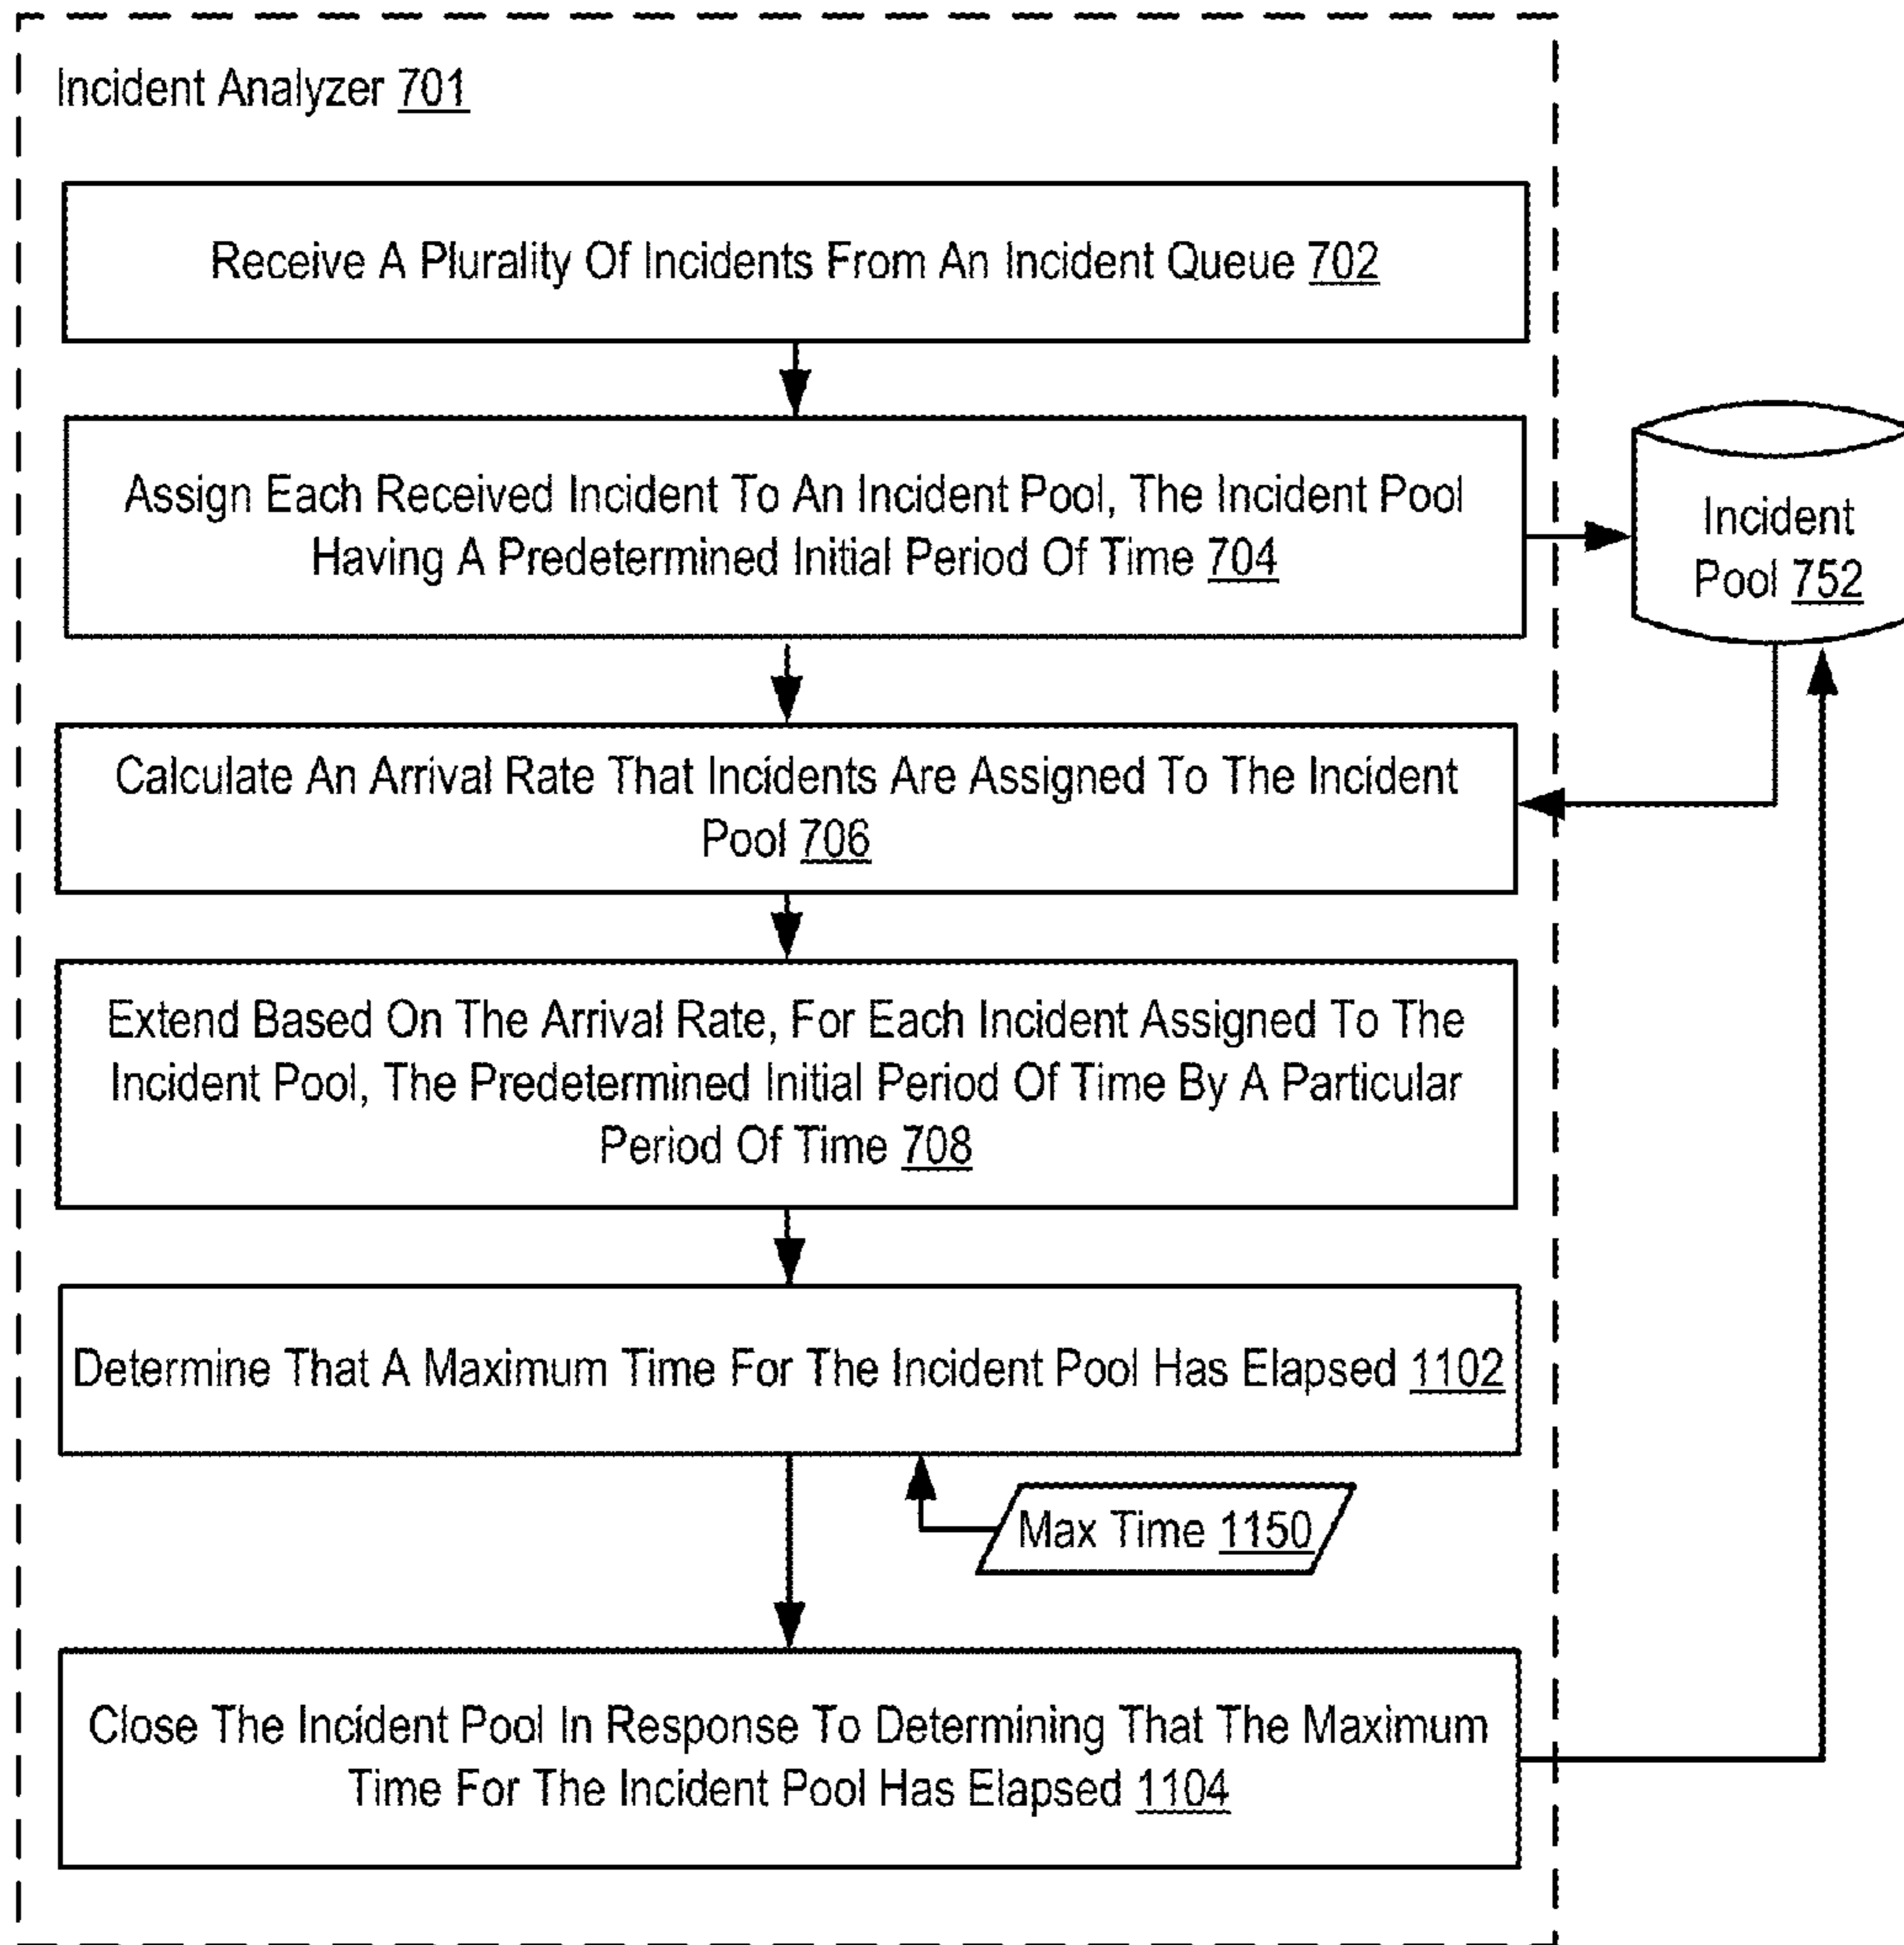 Incident Analyzer 701
Receive A Plurality Of Incidents From An Incident Queue 702
Assign Each Received Incident To An Incident Pool, The Incident Pool
Having A Predetermined Initial Period Of Time 704
Incident
Pool 752
Calculate An Arrival Rate That Incidents Are Assigned To The Incident
Pool 706
Extend Based On The Arrival Rate, For Each Incident Assigned To The
Incident Pool, The Predetermined Initial Period Of Time By A Particular
Period Of Time 708
Determine That A Maximum Time For The Incident Pool Has Elapsed 1102
Max Time 1150
Close The Incident Pool In Response To Determining That The Maximum
Time For The Incident Pool Has Elapsed 1104